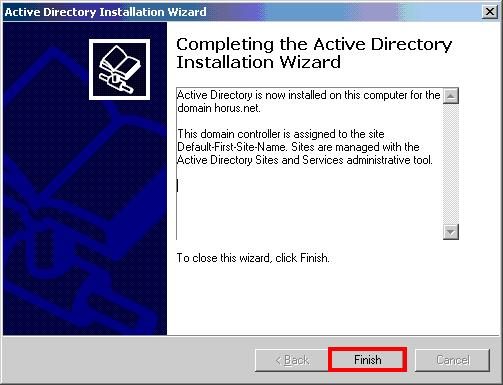 Active Directory Installation Wizard
Completing the Active Directory
Installation Wizard
Active Directory is now installed on this computer for the
domain horus.net.
This domain controller is assigned to the site
Default-First-Site-Name. Sites are managed with the
Active Directory Sites and Services administrative tool.
To close this wizard, click Finish.
< Back
Finish
Cancel